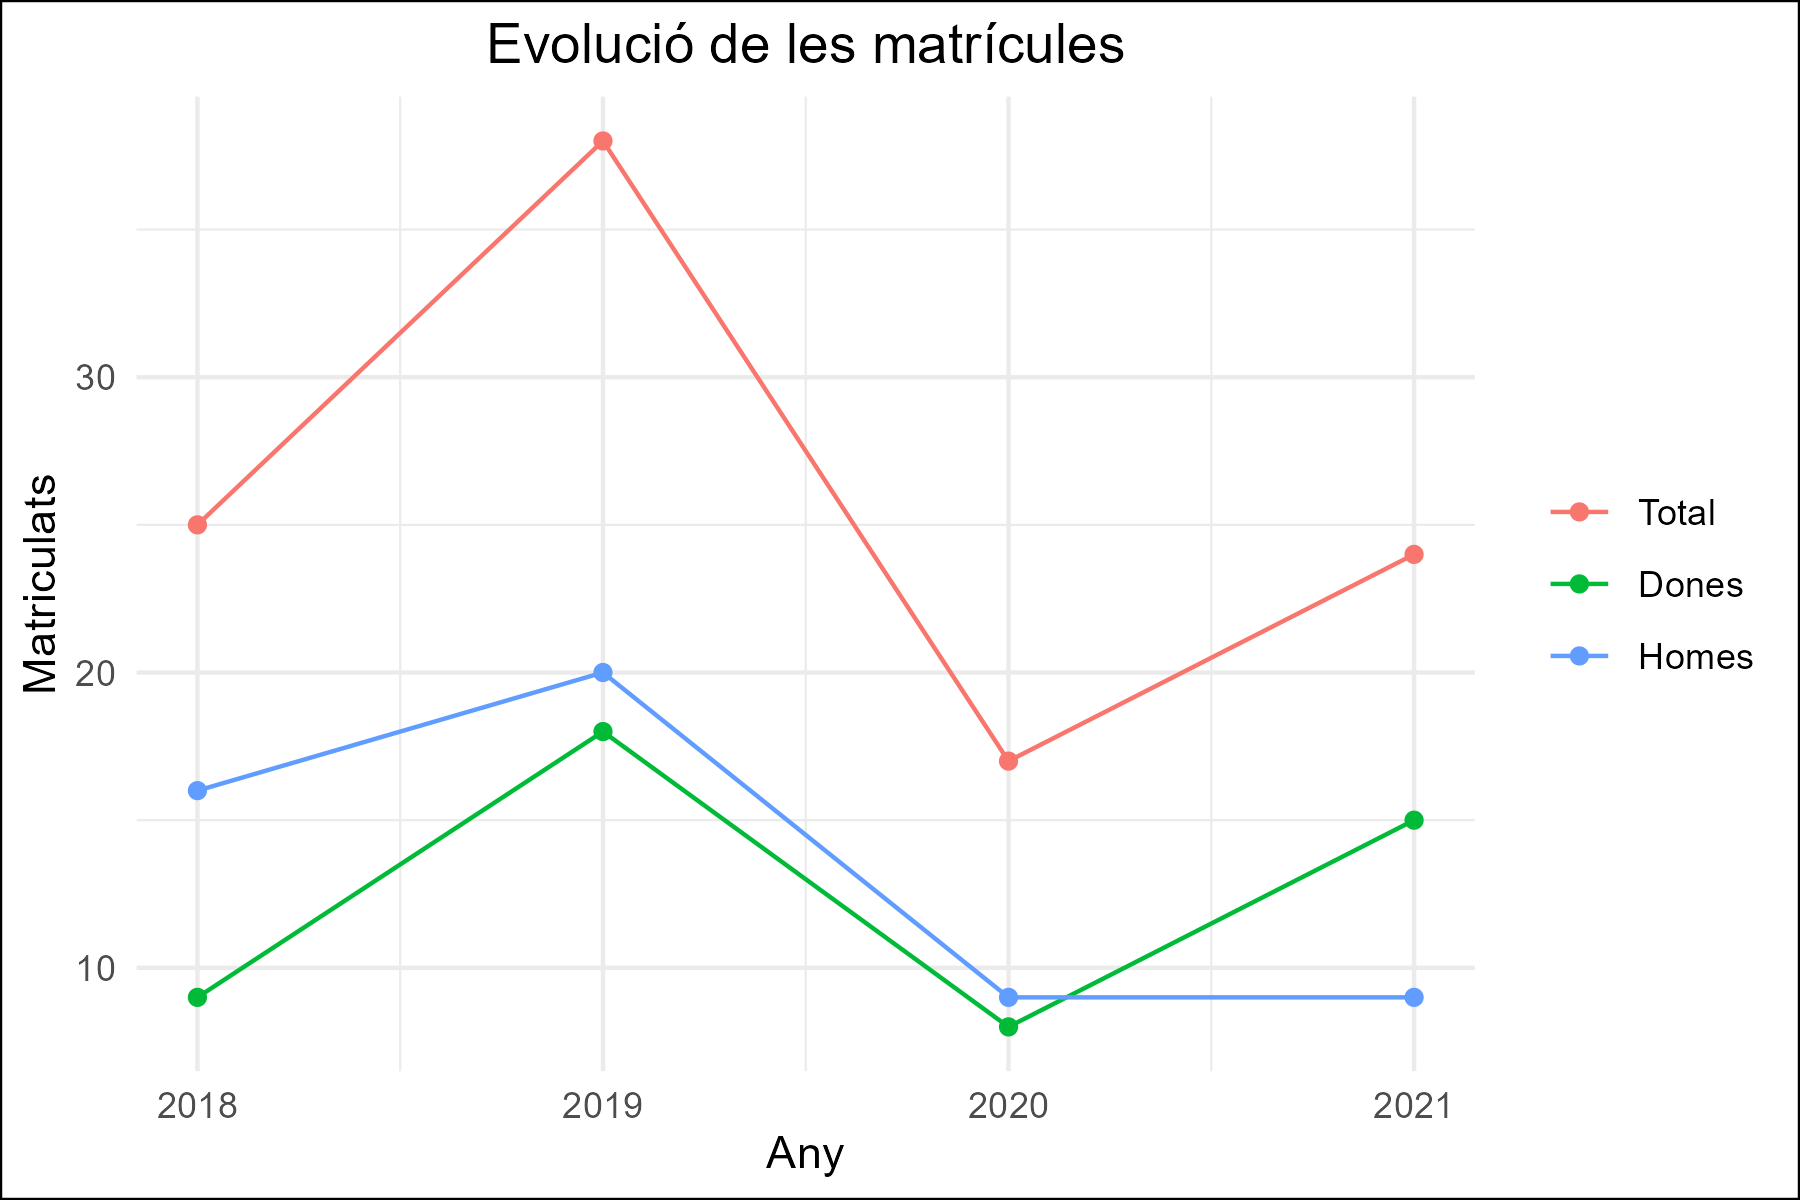 Evolució de les matrícules
Matriculats
30
20
10
2018
2019
2020
2021
Any
Total
Dones
Homes